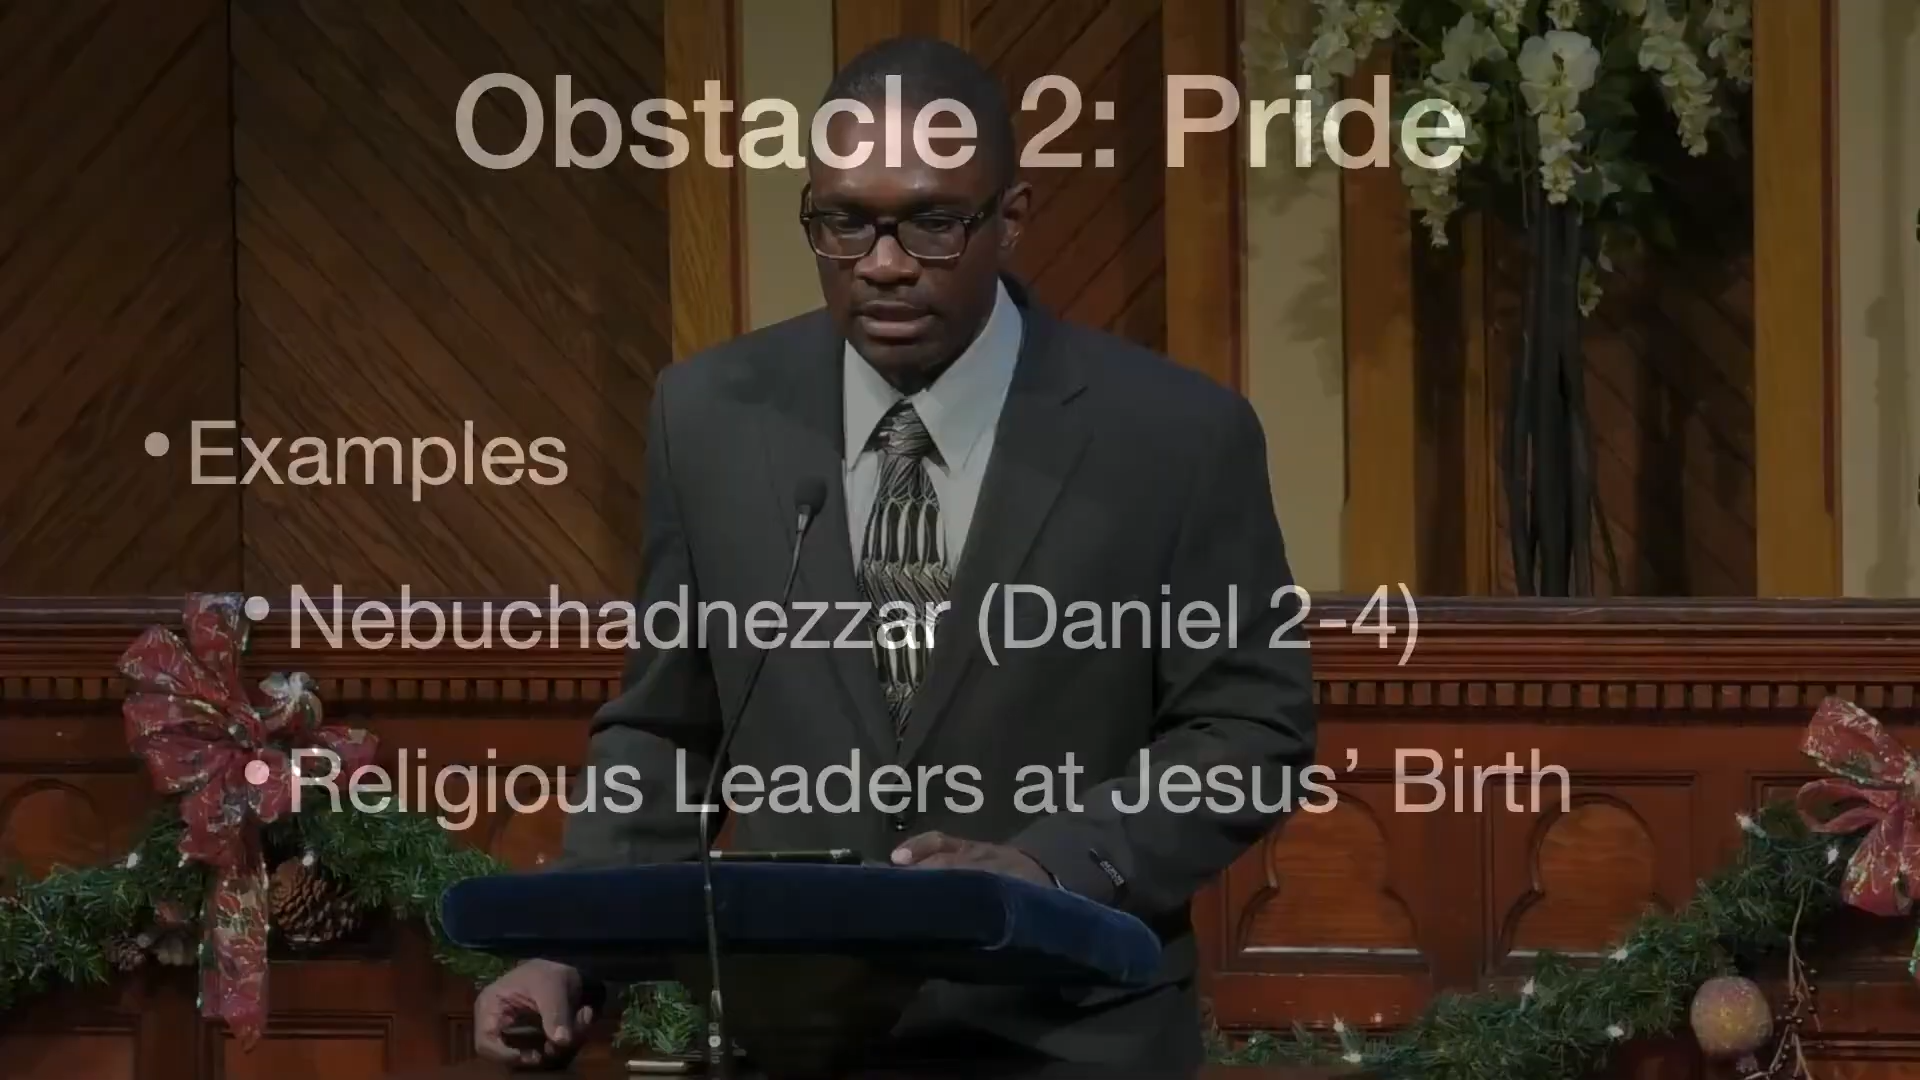 Obstacle 2: Pride
• Examples
• Nebuchadnezzar (Daniel 2-4)
• Religious Leaders at Jesus’ Birth